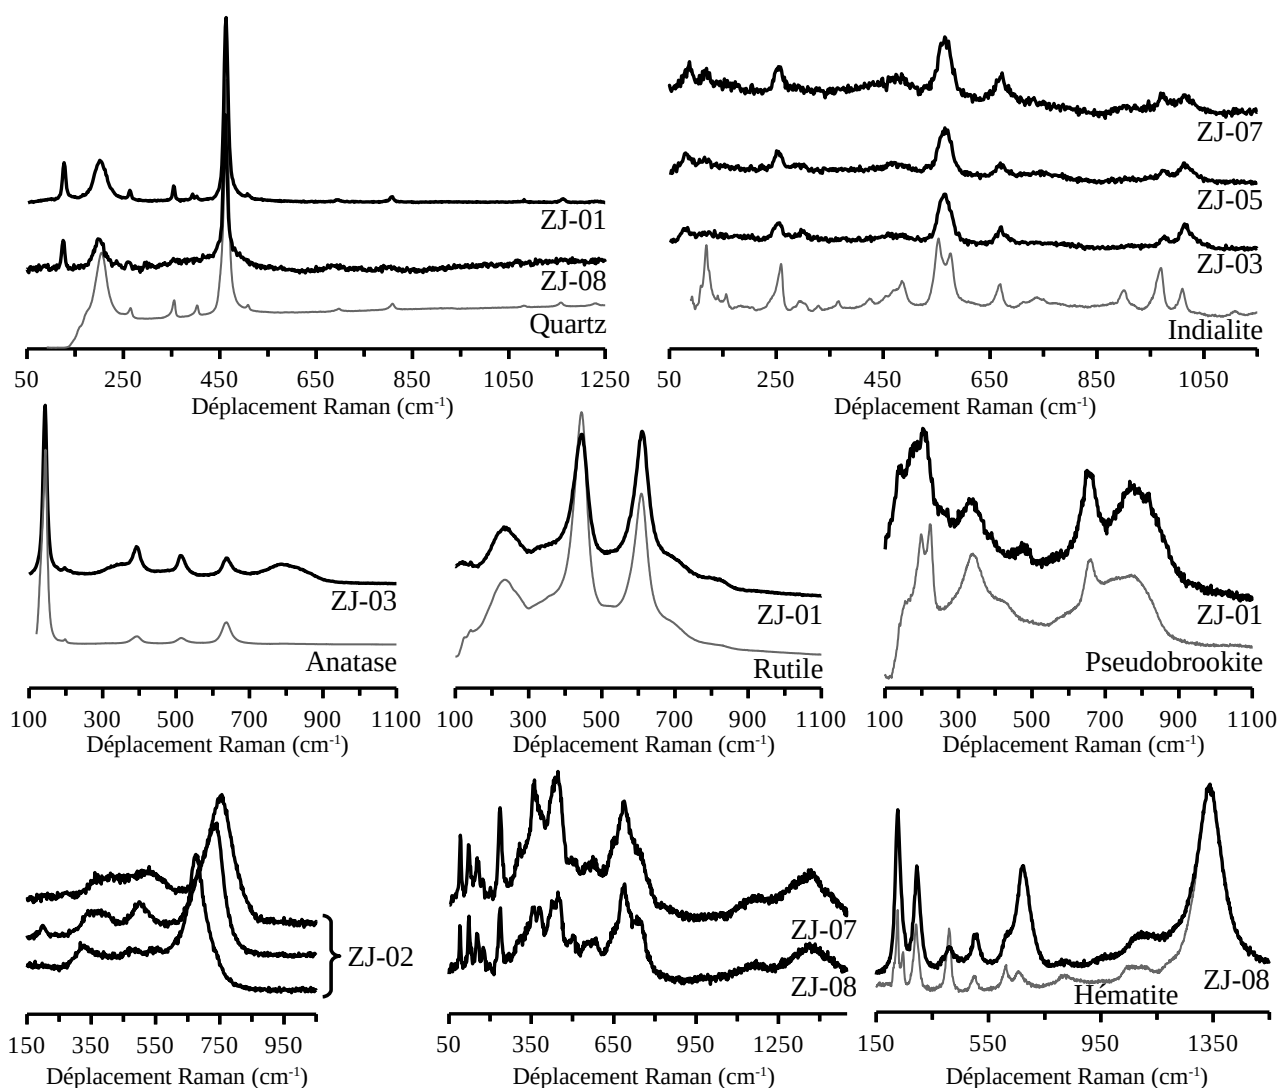 ZJ-01
ZJ-08
Quartz
50 250 450 650 850 1050 1250
Déplacement Raman (cm-1)
ZJ-07
ZJ-05
ZJ-03
Indialite
50 250 450 650 850 1050
Déplacement Raman (cm-1)
ZJ-03
Anatase
100 300 500 700 900 1100
Déplacement Raman (cm-1)
ZJ-01
Rutile
100 300 500 700 900 1100
Déplacement Raman (cm-1)
ZJ-01
Pseudobrookite
100 300 500 700 900 1100
Déplacement Raman (cm-1)
ZJ-02
150 350 550 750 950
Déplacement Raman (cm-1)
ZJ-07
ZJ-08
50 350 650 950 1250
Déplacement Raman (cm-1)
ZJ-08
Hématite
150 550 950 1350
Déplacement Raman (cm-1)